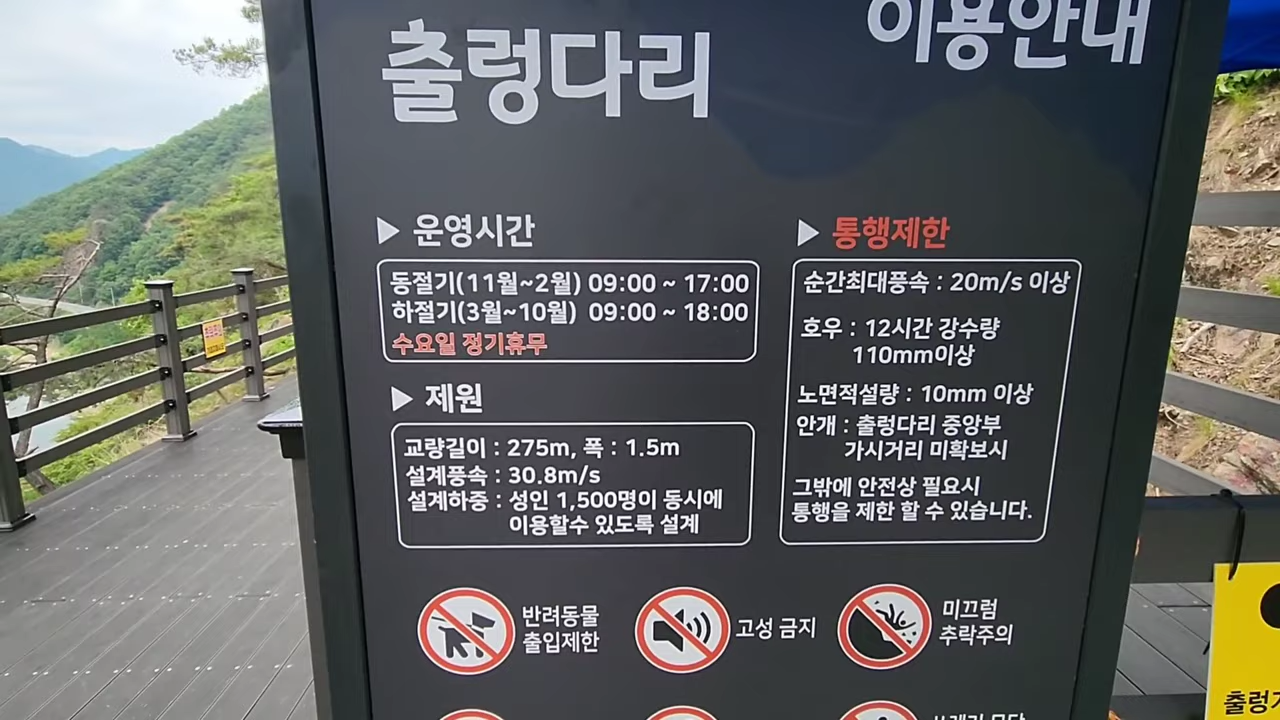 출렁다리
이용안내
▶ 운영시간
동절기(11월~2월) 09:00 ~ 17:00
하절기(3월~10월) 09:00 ~ 18:00
수요일 정기휴무
▶ 제원
교량길이 : 275m, 폭 : 1.5m
설계풍속 : 30.8m/s
설계하중 : 성인 1,500명이 동시에
이용할수 있도록 설계
▶ 통행제한
순간최대풍속 : 20m/s 이상
호우 : 12시간 강수량
110mm이상
노면적설량 : 10mm 이상
안개 : 출렁다리 중앙부
가시거리 미확보시
그밖에 안전상 필요시
통행을 제한 할 수 있습니다.
반려동물
출입제한
고성 금지
미끄럼
추락주의
출렁